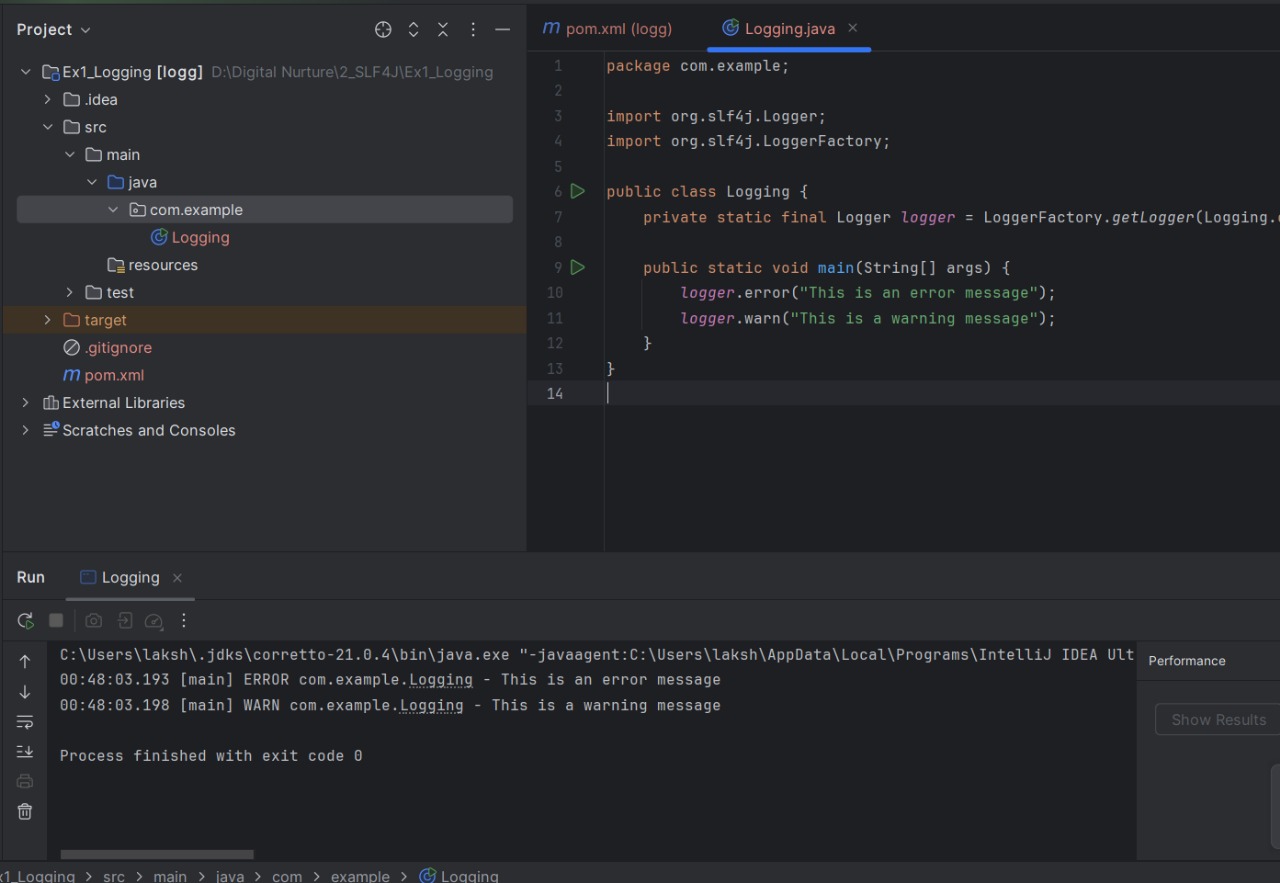 Project
Ex1_Logging [logg] D:\Digital Nurture\2_SLF4J\Ex1_Logging
.idea
src
main
java
com.example
Logging
resources
test
target
.gitignore
m pom.xml
External Libraries
Scratches and Consoles
m pom.xml (logg) Logging.java
1 package com.example;
2
3 import org.slf4j.Logger;
4 import org.slf4j.LoggerFactory;
5
6 public class Logging {
7 private static final Logger logger = LoggerFactory.getLogger(Logging.
8
9 public static void main(String[] args) {
10 logger.error("This is an error message");
11 logger.warn("This is a warning message");
12 }
13 }
14
Run Logging
C:\Users\laksh\.jdks\corretto-21.0.4\bin\java.exe "-javaagent:C:\Users\laksh\AppData\Local\Programs\IntelliJ IDEA Ult
00:48:03.193 [main] ERROR com.example.Logging - This is an error message
00:48:03.198 [main] WARN com.example.Logging - This is a warning message
Process finished with exit code 0
Performance
Show Results
x1_Logging > src > main > java > com > example > Logging